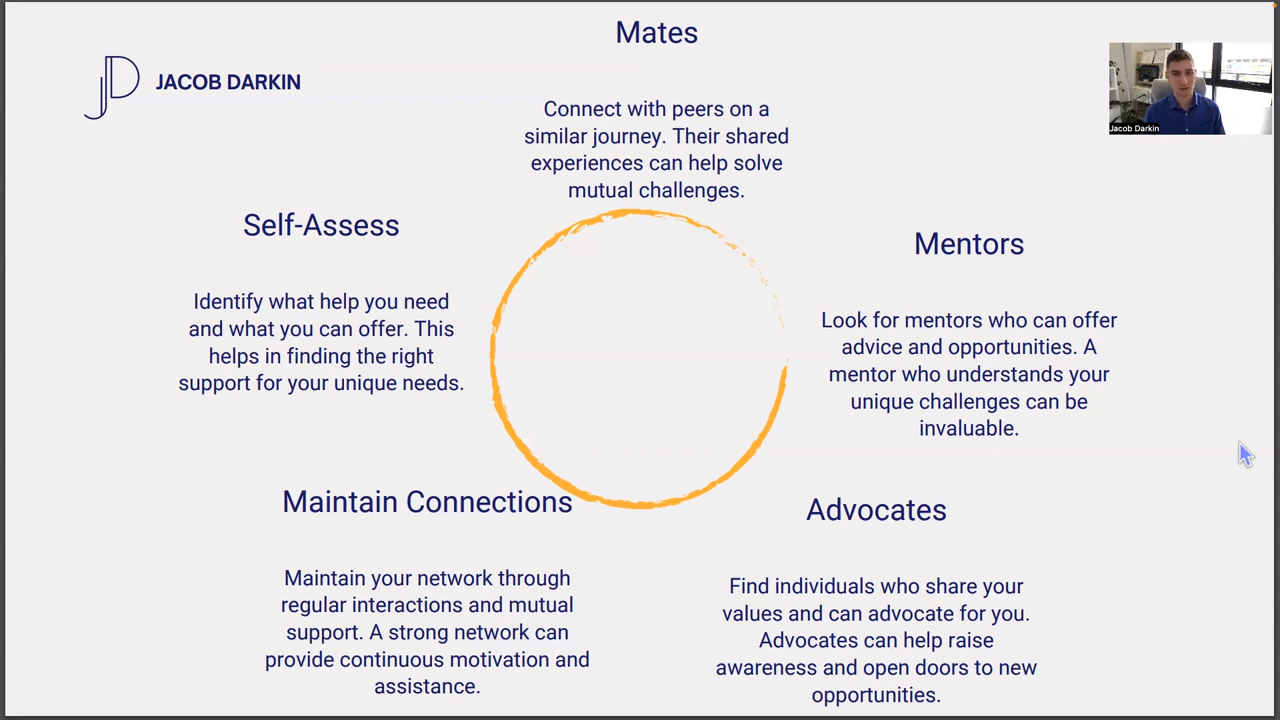 Mates
JACOB DARKIN
Jacob Darkin
Connect with peers on a
similar journey. Their shared
experiences can help solve
mutual challenges.
Self-Assess
Identify what help you need
and what you can offer. This
helps in finding the right
support for your unique needs.
Mentors
Look for mentors who can offer
advice and opportunities. A
mentor who understands your
unique challenges can be
invaluable.
Maintain Connections
Maintain your network through
regular interactions and mutual
support. A strong network can
provide continuous motivation and
assistance.
Advocates
Find individuals who share your
values and can advocate for you.
Advocates can help raise
awareness and open doors to new
opportunities.